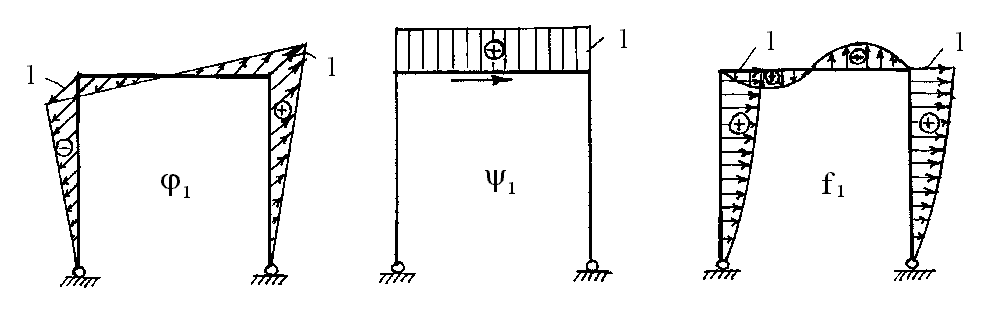 1 1 1 1 1
+ + +
− + + +
φ₁ ψ₁ f₁